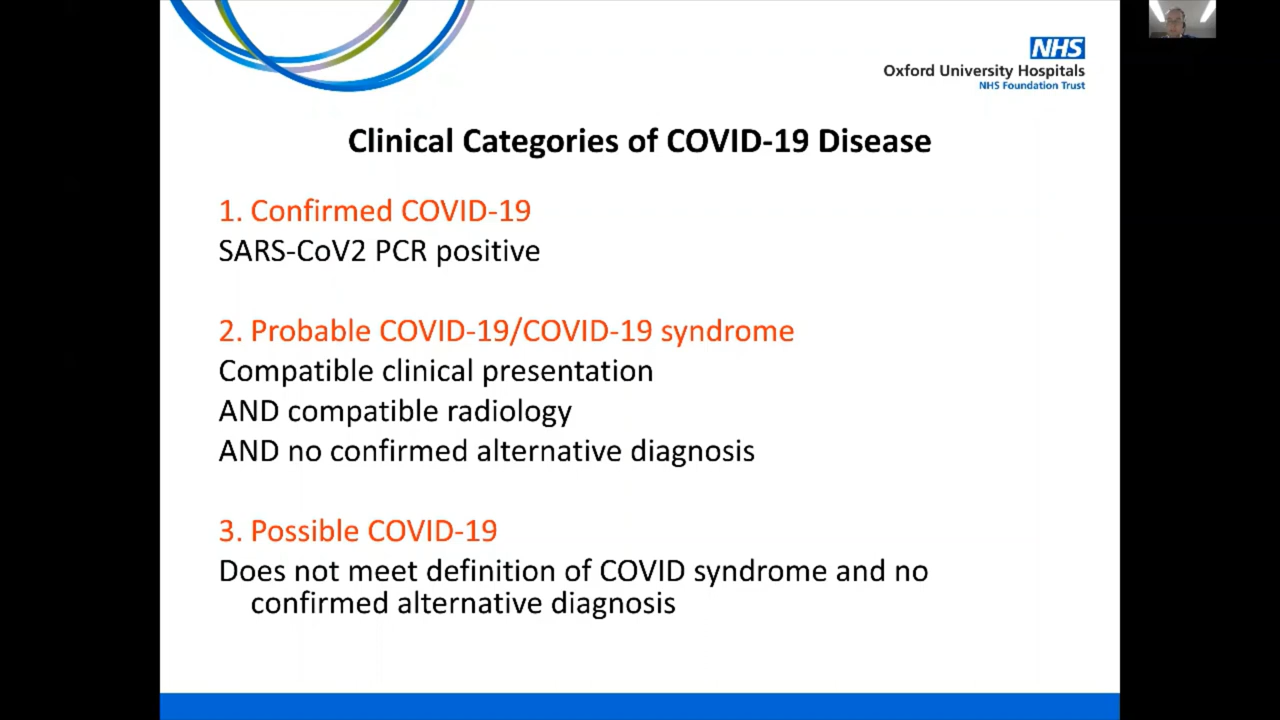 NHS
Oxford University Hospitals
NHS Foundation Trust
Clinical Categories of COVID-19 Disease
1. Confirmed COVID-19
SARS-CoV2 PCR positive
2. Probable COVID-19/COVID-19 syndrome
Compatible clinical presentation
AND compatible radiology
AND no confirmed alternative diagnosis
3. Possible COVID-19
Does not meet definition of COVID syndrome and no
confirmed alternative diagnosis